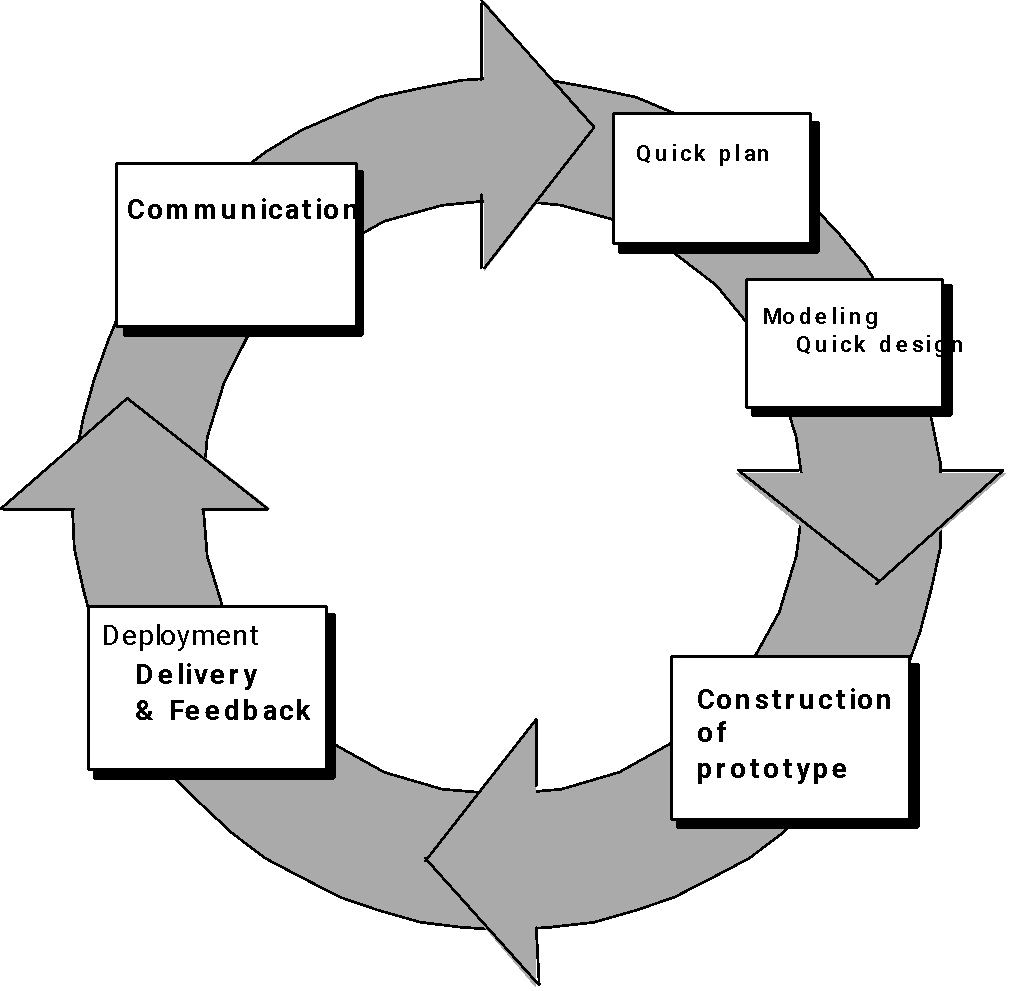 Communication
Quick plan
Modeling
Quick design
Construction
of
prototype
Deployment
Delivery
& Feedback